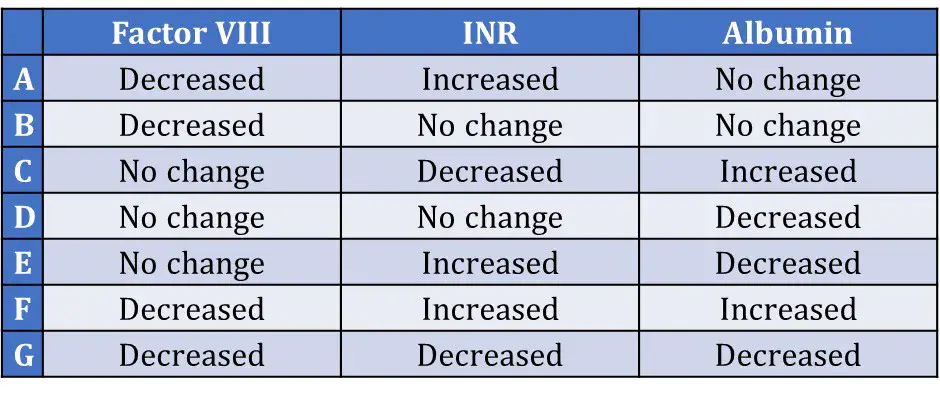 Factor VIII INR Albumin
A Decreased Increased No change
B Decreased No change No change
C No change Decreased Increased
D No change No change Decreased
E No change Increased Decreased
F Decreased Increased Increased
G Decreased Decreased Decreased